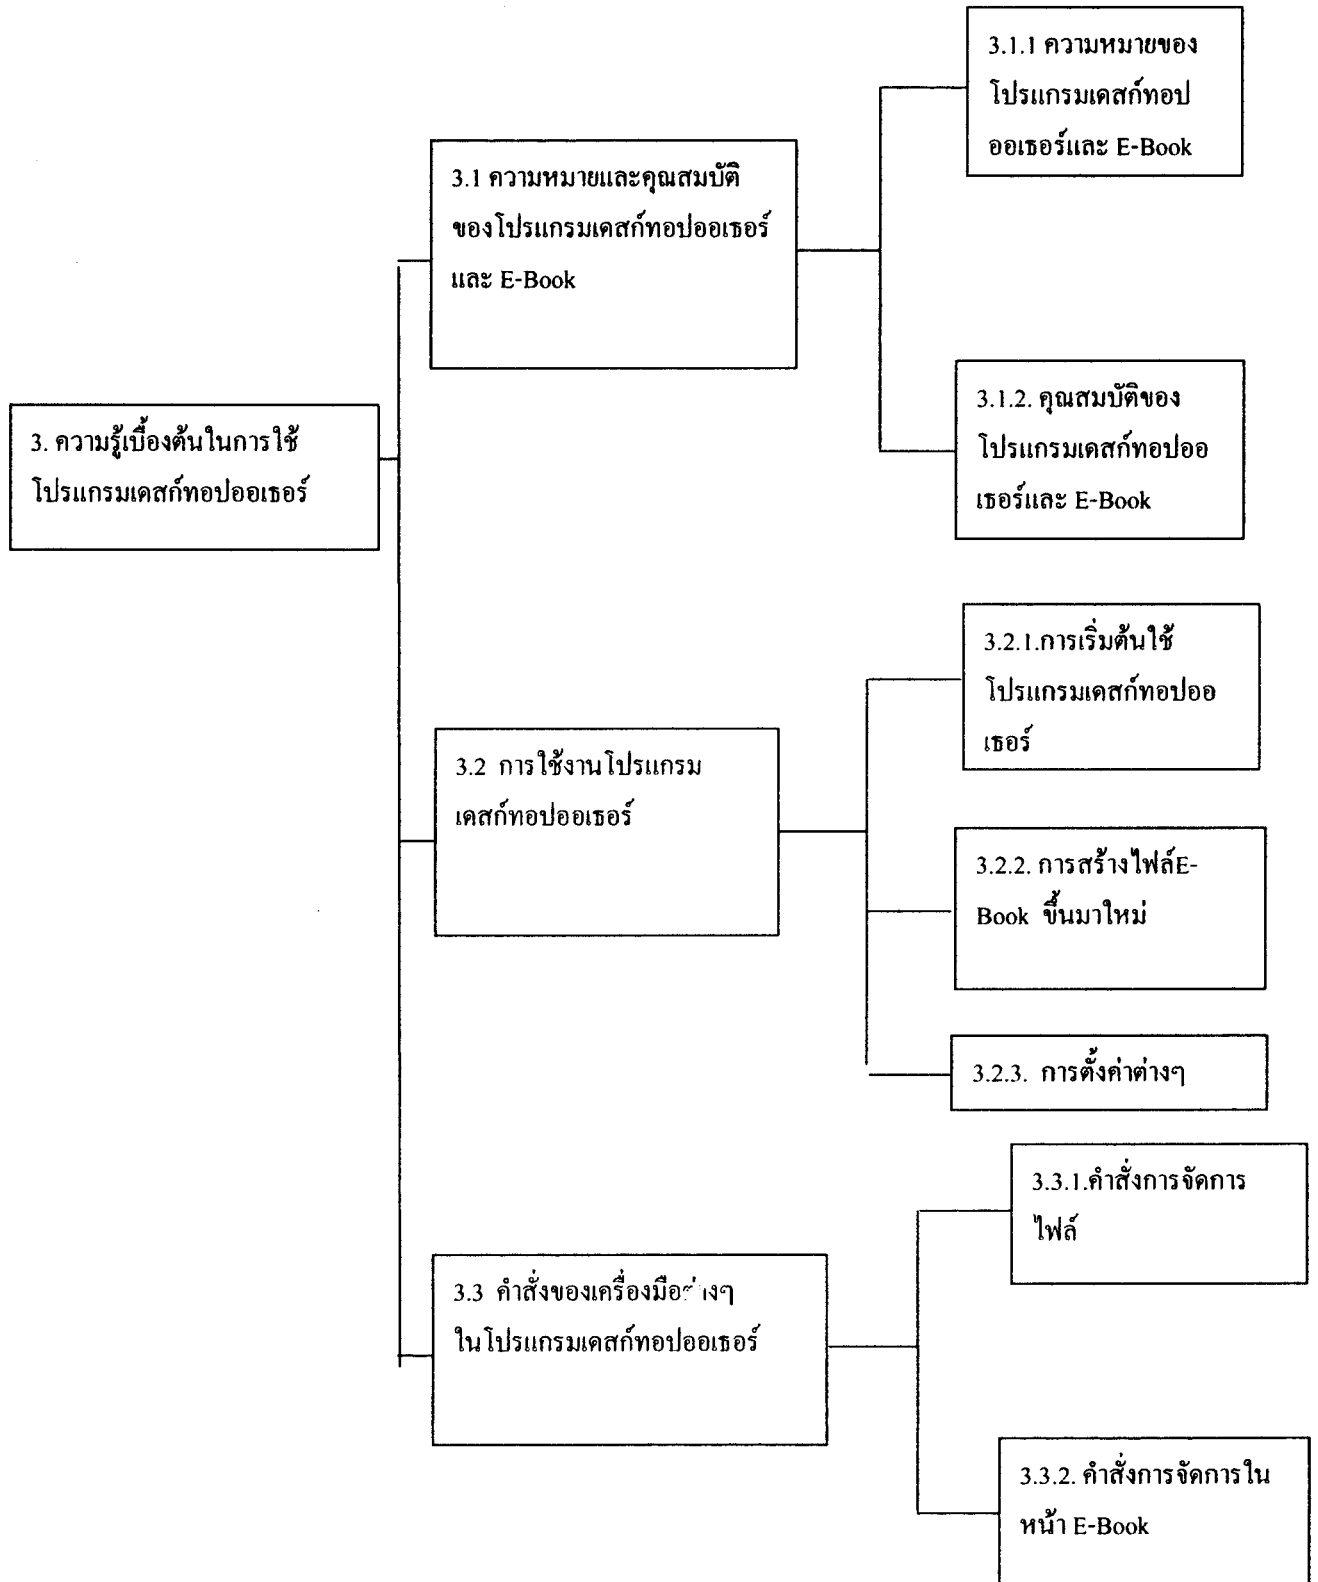 3. ความรู้เบื้องต้นในการใช้
โปรแกรมเดสก์ทอปออเธอร์
3.1 ความหมายและคุณสมบัติ
ของโปรแกรมเดสก์ทอปออเธอร์
และ E-Book
3.1.1 ความหมายของ
โปรแกรมเดสก์ทอป
ออเธอร์และ E-Book
3.1.2. คุณสมบัติของ
โปรแกรมเดสก์ทอปออ
เธอร์และ E-Book
3.2 การใช้งานโปรแกรม
เดสก์ทอปออเธอร์
3.2.1.การเริ่มต้นใช้
โปรแกรมเดสก์ทอปออ
เธอร์
3.2.2. การสร้างไฟล์E-
Book ขึ้นมาใหม่
3.2.3. การตั้งค่าต่างๆ
3.3 คำสั่งของเครื่องมือต่างๆ
ในโปรแกรมเดสก์ทอปออเธอร์
3.3.1.คำสั่งการจัดการ
ไฟล์
3.3.2. คำสั่งการจัดการใน
หน้า E-Book